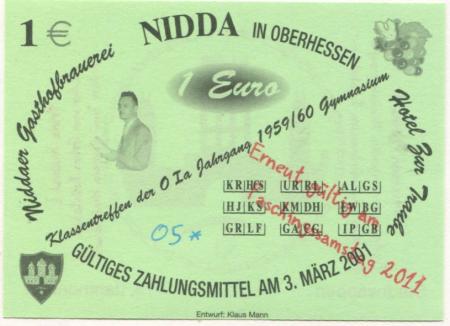 1 €
NIDDA IN OBERHESSEN
Niddaer Gasthofbrauerei
1 Euro
Hotel Zur Traube
Klassentreffen der O Ia Jahrgang 1959/60 Gymnasium
Erneut gültig am
Faschingssamstag 2011
KR HS UR RL AL GS
HJ KS KM DH EW BG
GR LF GA EG IP GB
05*
GÜLTIGES ZAHLUNGSMITTEL AM 3. MÄRZ 2001
Entwurf: Klaus Mann